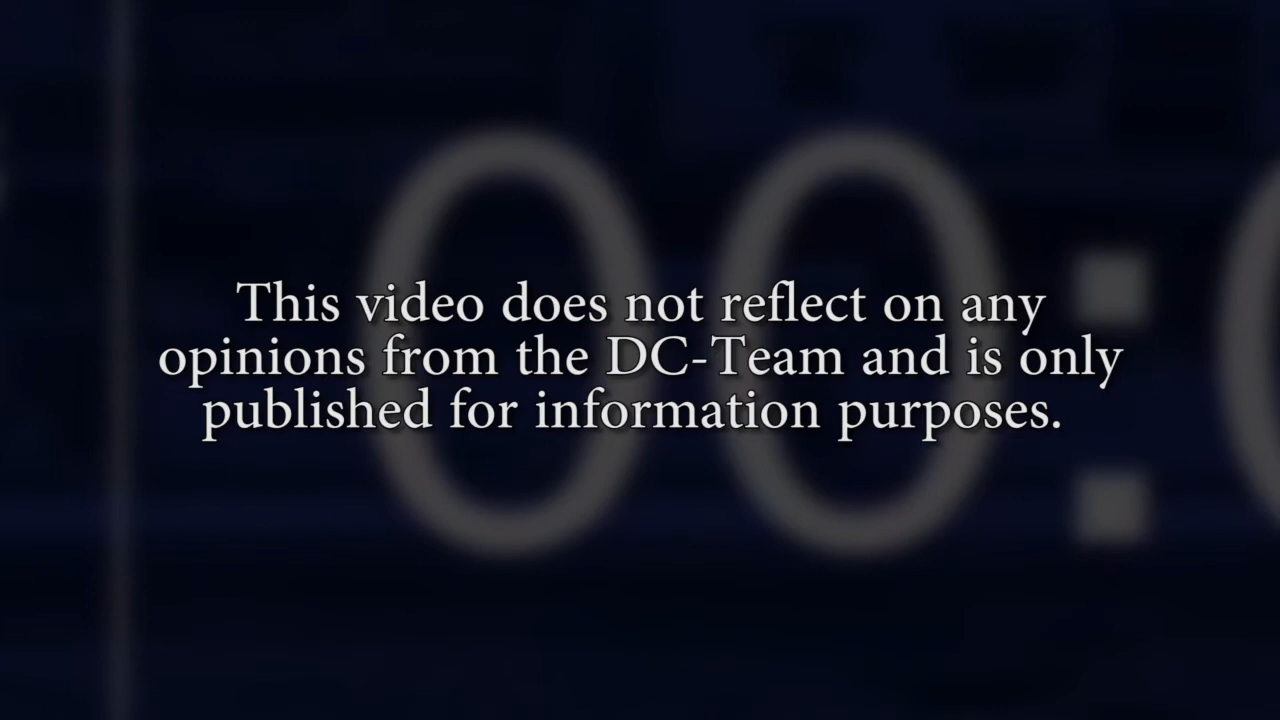 00:
This video does not reflect on any
opinions from the DC-Team and is only
published for information purposes.